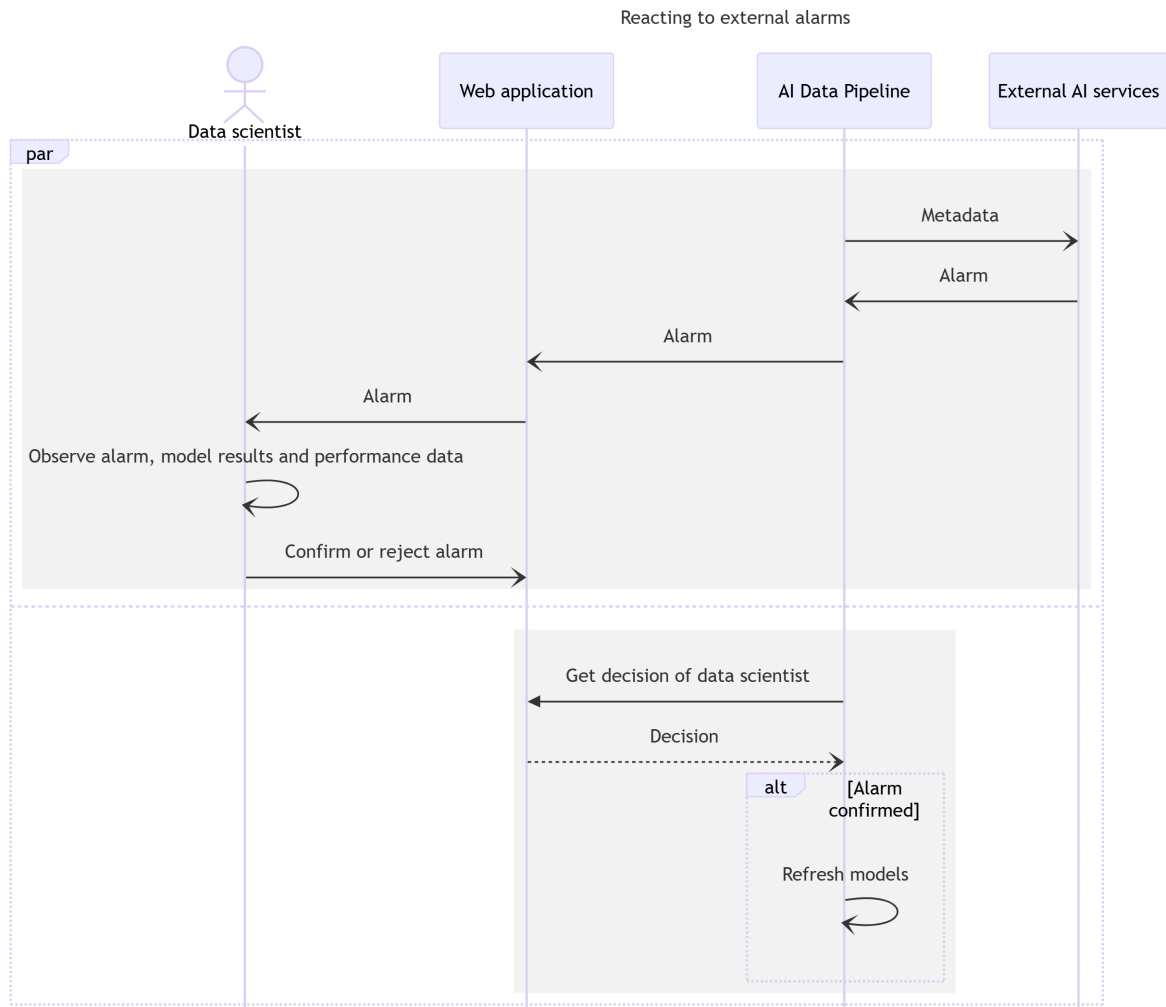 Reacting to external alarms
Data scientist
Web application
AI Data Pipeline
External AI services
par
Metadata
Alarm
Alarm
Alarm
Observe alarm, model results and performance data
Confirm or reject alarm
Get decision of data scientist
Decision
alt
[Alarm
confirmed]
Refresh models